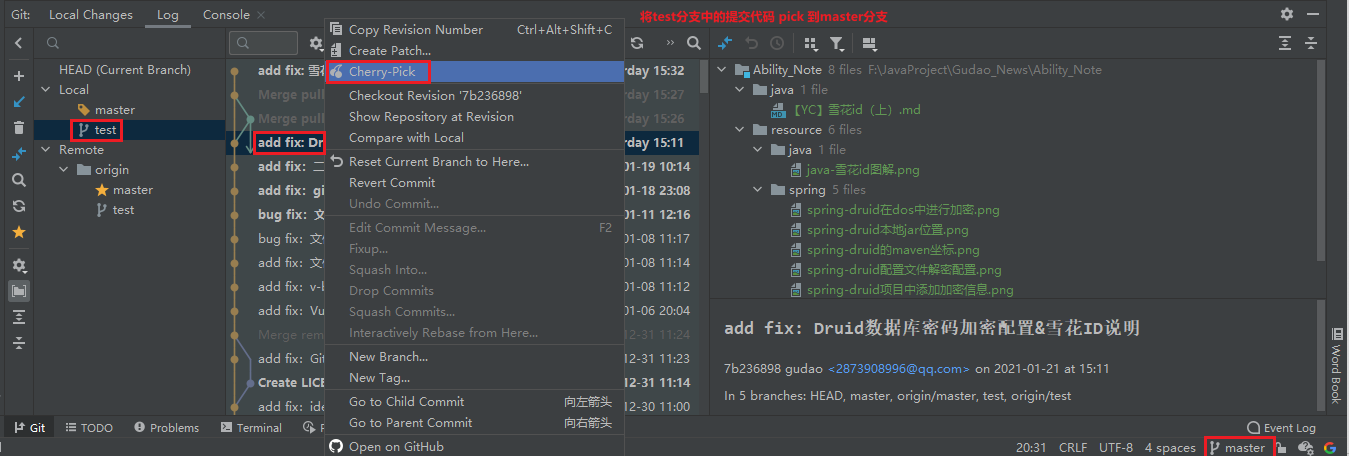 Git: Local Changes Log Console
将test分支中的提交代码 pick 到master分支
HEAD (Current Branch)
Local
master
test
Remote
origin
master
test
add fix: 雪花 rday 15:32
Merge pull rday 15:27
Merge pull rday 15:26
add fix: Dr rday 15:11
add fix: 二 01-19 10:14
add fix: gi 01-18 23:08
bug fix: 文 01-11 12:16
bug fix: 文件 01-08 11:17
add fix: 文件 01-08 11:14
add fix: v-b 01-08 11:12
add fix: Vu 01-06 20:04
Merge rem 12-31 11:24
add fix: Git 12-31 11:23
Create LICE 12-31 11:14
add fix: ide 12-30 11:00
Copy Revision Number Ctrl+Alt+Shift+C
Create Patch...
Cherry-Pick
Checkout Revision '7b236898'
Show Repository at Revision
Compare with Local
Reset Current Branch to Here...
Revert Commit
Undo Commit...
Edit Commit Message... F2
Fixup...
Squash Into...
Drop Commits
Squash Commits...
Interactively Rebase from Here...
New Branch...
New Tag...
Go to Child Commit 向左箭头
Go to Parent Commit 向右箭头
Open on GitHub
Ability_Note 8 files F:\JavaProject\Gudao_News\Ability_Note
java 1 file
【YC】雪花id（上）.md
resource 6 files
java 1 file
java-雪花id图解.png
spring 5 files
spring-druid在dos中进行加密.png
spring-druid本地jar位置.png
spring-druid的maven坐标.png
spring-druid配置文件解密配置.png
spring-druid项目中添加加密信息.png
add fix: Druid数据库密码加密配置&雪花ID说明
7b236898 gudao <2873908996@qq.com> on 2021-01-21 at 15:11
In 5 branches: HEAD, master, origin/master, test, origin/test
Word Book
Git TODO Problems Terminal Event Log
20:31 CRLF UTF-8 4 spaces master